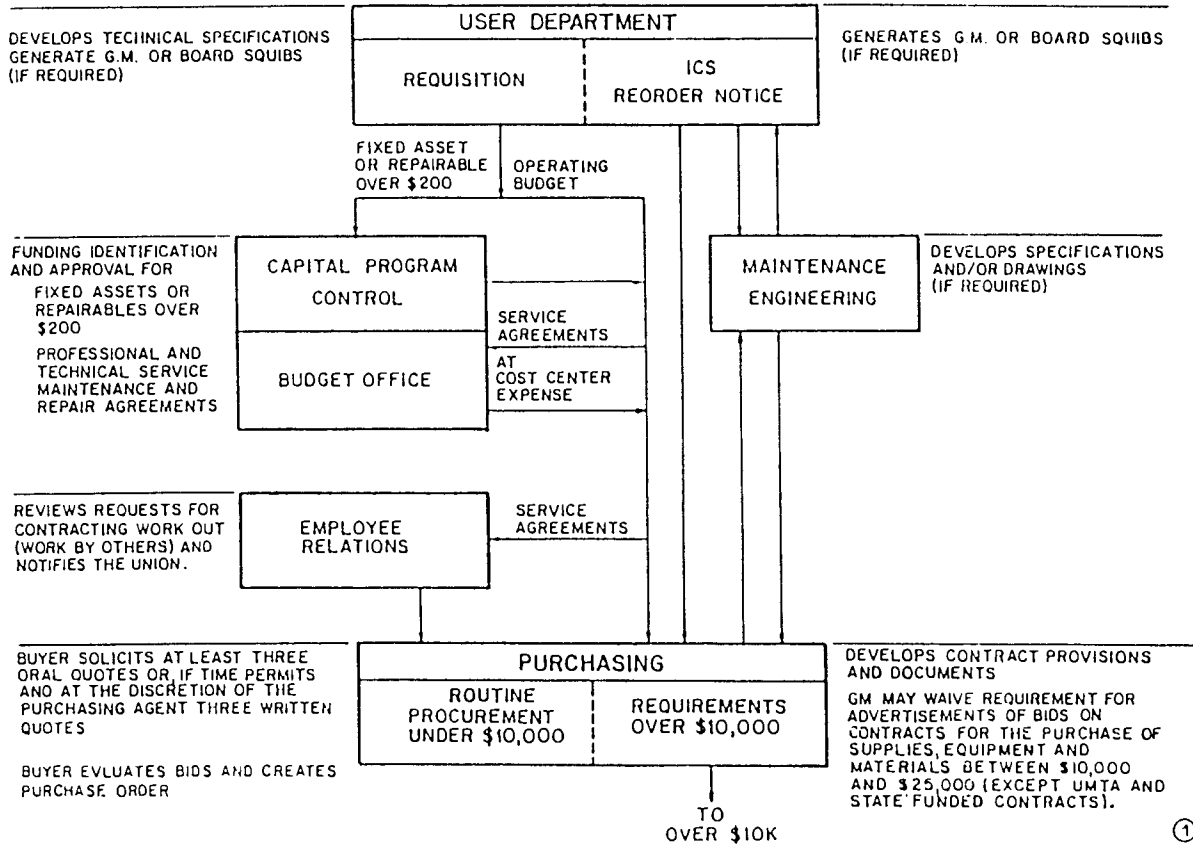 USER DEPARTMENT
DEVELOPS TECHNICAL SPECIFICATIONS
GENERATE G.M. OR BOARD SQUIBS
(IF REQUIRED)
REQUISITION
ICS
REORDER NOTICE
GENERATES G.M. OR BOARD SQUIBS
(IF REQUIRED)
FIXED ASSET
OR REPAIRABLE
OVER $200
OPERATING
BUDGET
FUNDING IDENTIFICATION
AND APPROVAL FOR
FIXED ASSETS OR
REPAIRABLES OVER
$200
PROFESSIONAL AND
TECHNICAL SERVICE
MAINTENANCE AND
REPAIR AGREEMENTS
CAPITAL PROGRAM
CONTROL
BUDGET OFFICE
SERVICE
AGREEMENTS
AT
COST CENTER
EXPENSE
MAINTENANCE
ENGINEERING
DEVELOPS SPECIFICATIONS
AND/OR DRAWINGS
(IF REQUIRED)
REVIEWS REQUESTS FOR
CONTRACTING WORK OUT
(WORK BY OTHERS) AND
NOTIFIES THE UNION.
EMPLOYEE
RELATIONS
SERVICE
AGREEMENTS
BUYER SOLICITS AT LEAST THREE
ORAL QUOTES OR, IF TIME PERMITS
AND AT THE DISCRETION OF THE
PURCHASING AGENT THREE WRITTEN
QUOTES
BUYER EVLUATES BIDS AND CREATES
PURCHASE ORDER
PURCHASING
ROUTINE
PROCUREMENT
UNDER $10,000
REQUIREMENTS
OVER $10,000
DEVELOPS CONTRACT PROVISIONS
AND DOCUMENTS
GM MAY WAIVE REQUIREMENT FOR
ADVERTISEMENTS OF BIDS ON
CONTRACTS FOR THE PURCHASE OF
SUPPLIES, EQUIPMENT AND
MATERIALS BETWEEN $10,000
AND $25,000 (EXCEPT UMTA AND
STATE FUNDED CONTRACTS).
TO
OVER $10K
1